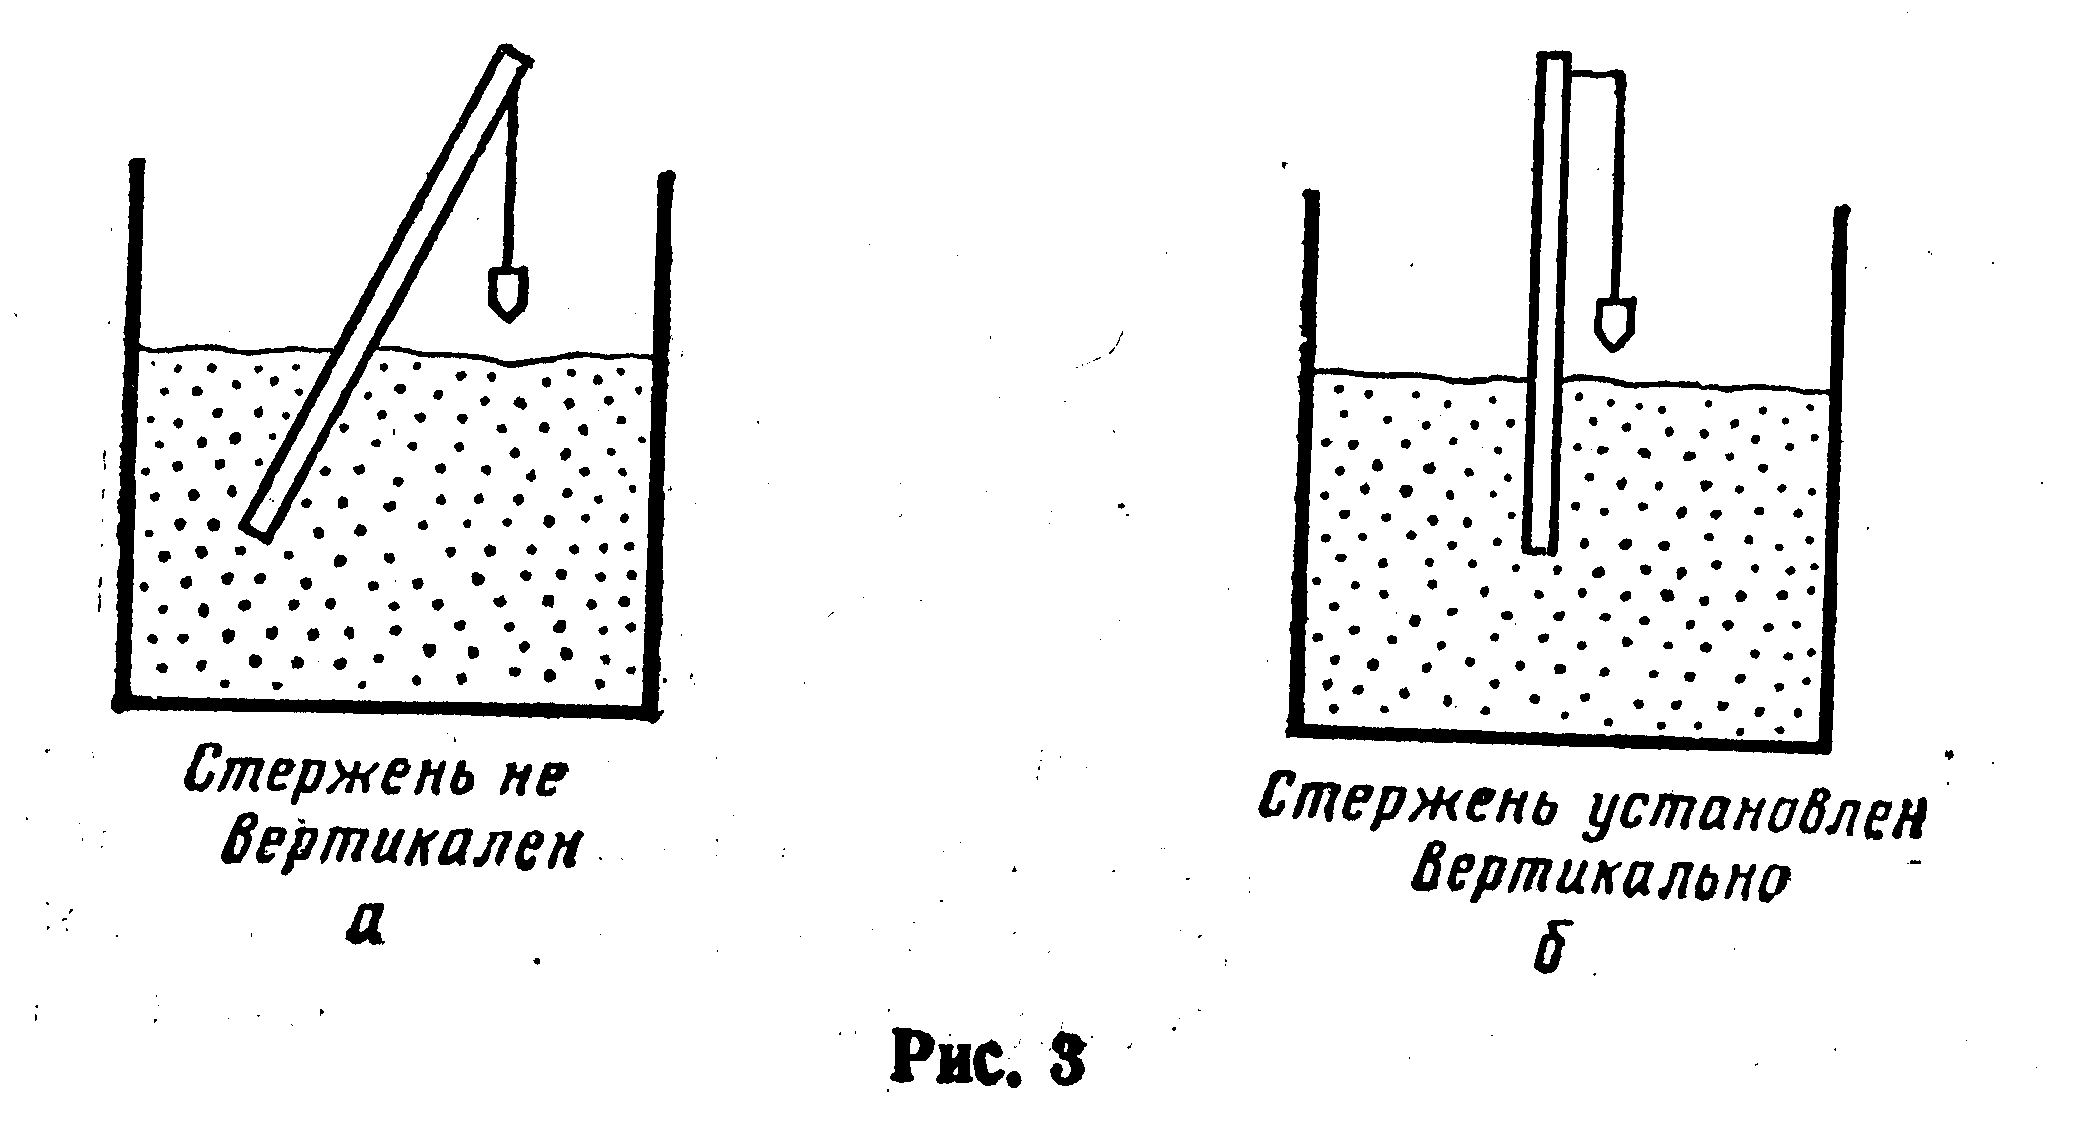 Стержень не
вертикален
а
Стержень установлен
вертикально
б
Рис. 3